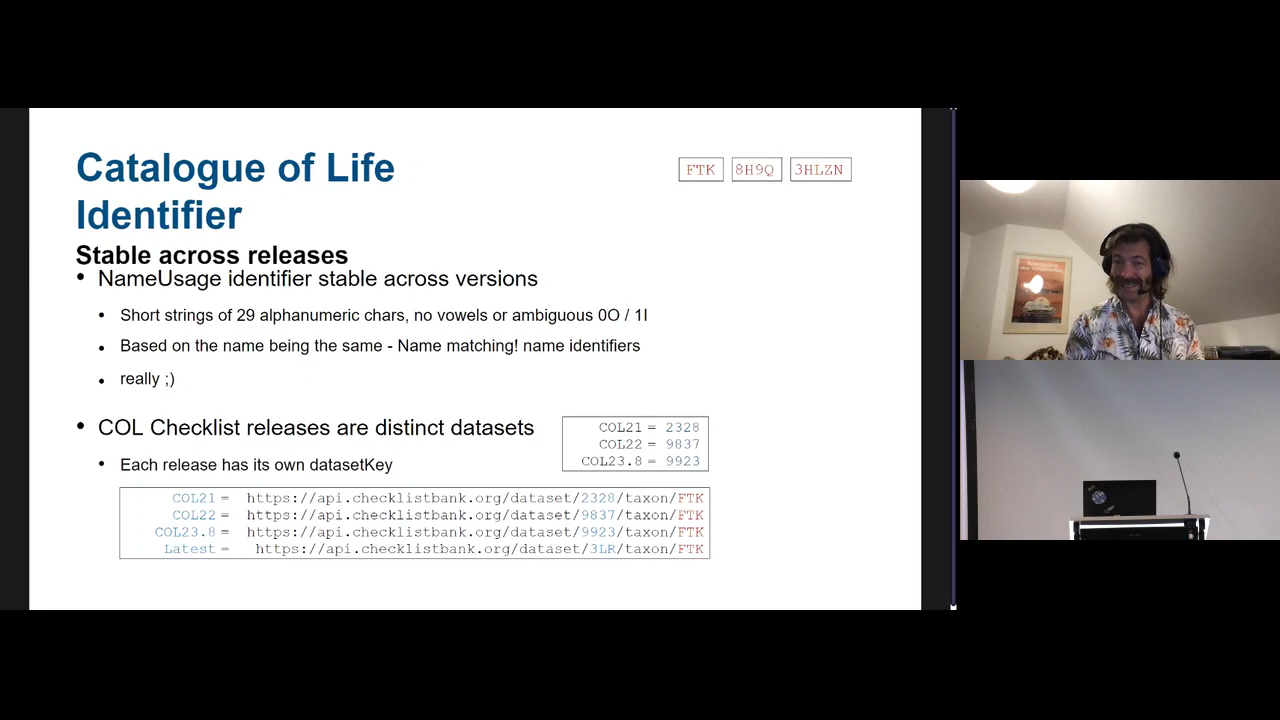 Catalogue of Life
Identifier
FTK 8H9Q 3HLZN
Stable across releases
• NameUsage identifier stable across versions
• Short strings of 29 alphanumeric chars, no vowels or ambiguous 0O / 1I
• Based on the name being the same - Name matching! name identifiers
• really ;)
• COL Checklist releases are distinct datasets
COL21 = 2328
COL22 = 9837
COL23.8 = 9923
• Each release has its own datasetKey
COL21 = https://api.checklistbank.org/dataset/2328/taxon/FTK
COL22 = https://api.checklistbank.org/dataset/9837/taxon/FTK
COL23.8 = https://api.checklistbank.org/dataset/9923/taxon/FTK
Latest = https://api.checklistbank.org/dataset/3LR/taxon/FTK